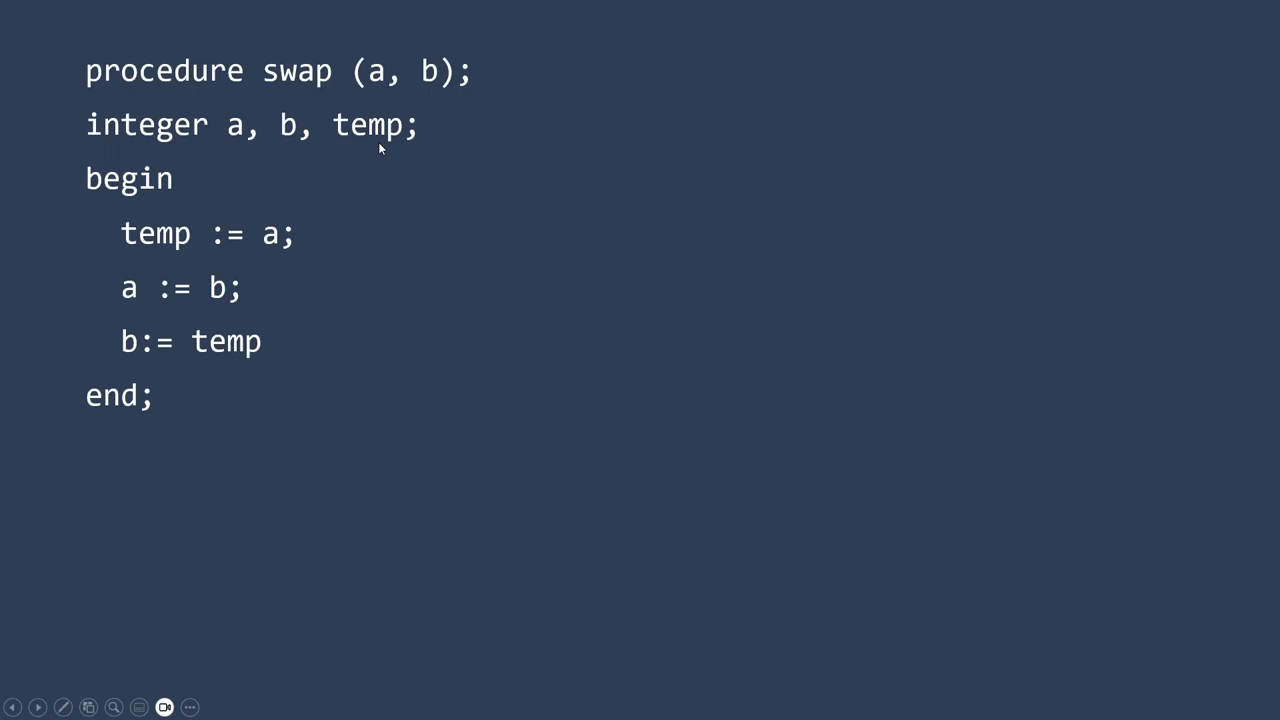 procedure swap (a, b);
integer a, b, temp;
begin
temp := a;
a := b;
b:= temp
end;